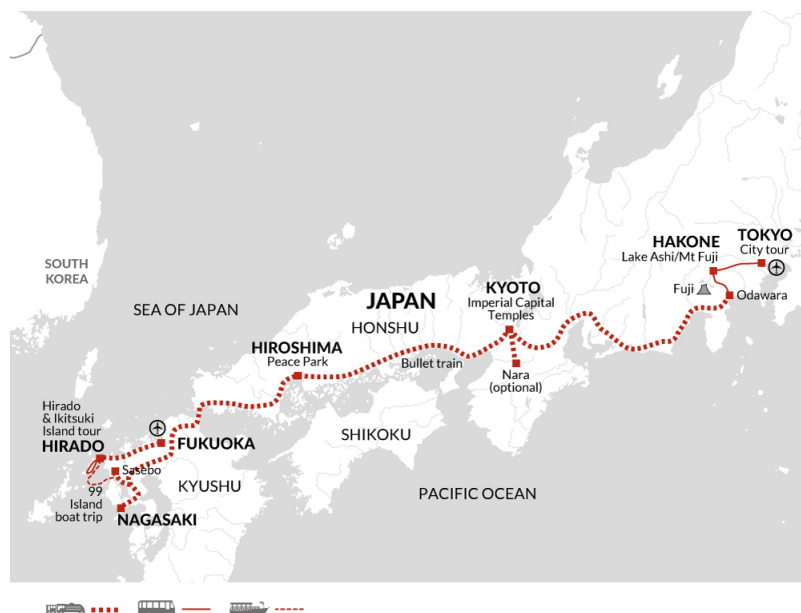 TOKYO
City tour
HAKONE
Lake Ashi/Mt Fuji
SOUTH
KOREA
Fuji
Odawara
KYOTO
Imperial Capital
Temples
JAPAN
HONSHU
SEA OF JAPAN
HIROSHIMA
Peace Park
Bullet train
Nara
(optional)
Hirado
& Ikitsuki
Island tour
HIRADO
FUKUOKA
SHIKOKU
Sasebo
KYUSHU
99
Island
boat trip
NAGASAKI
PACIFIC OCEAN